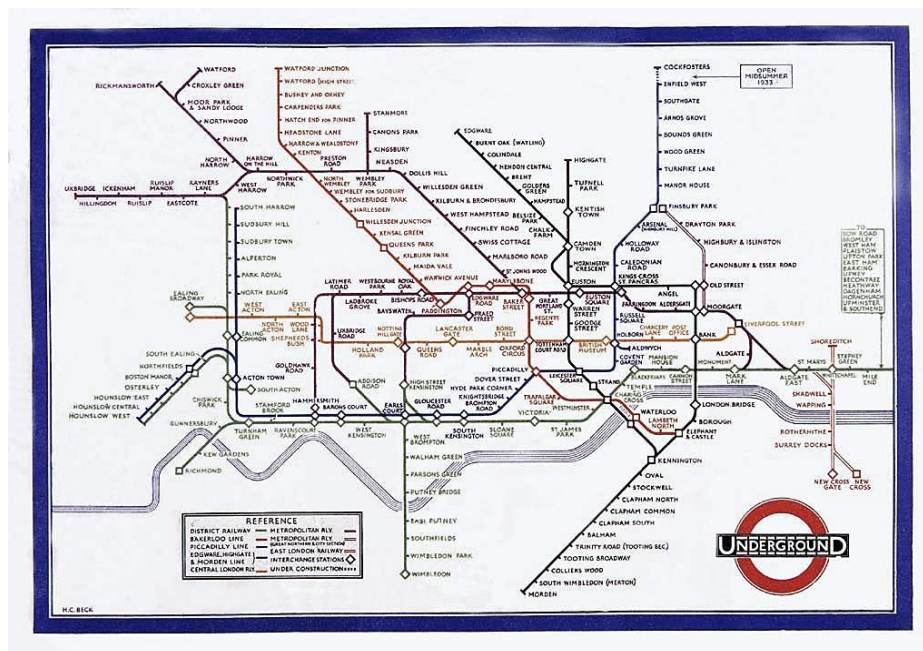 WATFORD
CROXLEY GREEN
RICKMANSWORTH
MOOR PARK
& SANDY LODGE
NORTHWOOD
PINNER
NORTH
HARROW
HARROW
ON THE HILL
UXBRIDGE
ICKENHAM
RUISLIP
MANOR
RAYNERS
LANE
WEST
HARROW
HILLINGDON
RUISLIP
EASTCOTE
NORTHWICK
PARK
PRESTON
ROAD
WEMBLEY
PARK
WATFORD JUNCTION
WATFORD (HIGH STREET
BUSHEY AND OXHEY
CARPENDERS PARK
HATCH END FOR PINNER
HEADSTONE LANE
HARROW & WEALDSTONE
KENTON
NORTH
WEMBLEY
WEMBLEY FOR SUDBURY
STONEBRIDGE PARK
HARLESDEN
WILLESDEN JUNCTION
KENSAL GREEN
QUEENS PARK
KILBURN PARK
MAIDA VALE
WARWICK AVENUE
STANMORE
CANONS PARK
KINGSBURY
NEASDEN
DOLLIS HILL
WILLESDEN GREEN
KILBURN & BRONDESBURY
WEST HAMPSTEAD
FINCHLEY ROAD
SWISS COTTAGE
MARLBORO ROAD
ST. JOHNS WOOD
MARYLEBONE
EDGWARE
BURNT OAK (WATLING)
COLINDALE
HENDON CENTRAL
BRENT
GOLDERS
GREEN
HAMPSTEAD
BELSIZE
PARK
CHALK
FARM
HIGHGATE
TUFNELL
PARK
KENTISH
TOWN
CAMDEN
TOWN
MORNINGTON
CRESCENT
EUSTON
COCKFOSTERS
ENFIELD WEST
OPEN
MIDSUMMER
1933
SOUTHGATE
ARNOS GROVE
BOUNDS GREEN
WOOD GREEN
TURNPIKE LANE
MANOR HOUSE
FINSBURY PARK
ARSENAL
(HIGHBURY HILL)
DRAYTON PARK
HOLLOWAY
ROAD
HIGHBURY & ISLINGTON
CALEDONIAN
ROAD
CANONBURY & ESSEX ROAD
KINGS CROSS
ST. PANCRAS
OLD STREET
TO
BOW ROAD
BROMLEY
WEST HAM
PLAISTOW
UPTON PARK
EAST HAM
BARKING
UPNEY
BECONTREE
HEATHWAY
DAGENHAM
HORNCHURCH
UPMINSTER
& SOUTHEND
SOUTH HARROW
SUDBURY HILL
SUDBURY TOWN
ALPERTON
PARK ROYAL
NORTH EALING
EALING
BROADWAY
WEST
ACTON
EAST
ACTON
NORTH
ACTON
WOOD
LANE
SHEPHERDS
BUSH
EALING
COMMON
LATIMER
ROAD
LADBROKE
GROVE
WESTBOURNE
PARK
ROYAL
OAK
BISHOPS ROAD
BAYSWATER
PADDINGTON
PRAED
STREET
EDGWARE
ROAD
BAKER
STREET
GREAT
PORTLAND
ST.
REGENTS
PARK
EUSTON
SQUARE
WARREN
STREET
GOODGE
STREET
TOTTENHAM
COURT ROAD
RUSSELL
SQUARE
FARRINGDON
ALDERSGATE
ANGEL
MOORGATE
LIVERPOOL STREET
UXBRIDGE
ROAD
HOLLAND
PARK
NOTTING
HILL GATE
QUEENS
ROAD
LANCASTER
GATE
MARBLE
ARCH
BOND
STREET
OXFORD
CIRCUS
BRITISH
MUSEUM
HOLBORN
CHANCERY
LANE
POST
OFFICE
BANK
ALDWYCH
COVENT
GARDEN
ALDGATE
SHOREDITCH
GOLDHAWK
ROAD
ADDISON
ROAD
HIGH STREET
KENSINGTON
PICCADILLY
DOVER STREET
HYDE PARK CORNER
KNIGHTSBRIDGE
BROMPTON
ROAD
LEICESTER
SQUARE
STRAND
TRAFALGAR
SQUARE
CHARING
CROSS
TEMPLE
BLACKFRIARS
MANSION
HOUSE
CANNON
STREET
MONUMENT
MARK
LANE
ALDGATE
EAST
ST MARYS
WHITECHAPEL
STEPNEY
GREEN
MILE
END
SHADWELL
WAPPING
ROTHERHITHE
SURREY DOCKS
NEW CROSS
GATE
NEW
CROSS
SOUTH EALING
NORTHFIELDS
BOSTON MANOR
OSTERLEY
HOUNSLOW EAST
HOUNSLOW CENTRAL
HOUNSLOW WEST
ACTON TOWN
SOUTH ACTON
CHISWICK
PARK
GUNNERSBURY
KEW GARDENS
RICHMOND
TURNHAM
GREEN
STAMFORD
BROOK
RAVENSCOURT
PARK
HAMMERSMITH
BARONS COURT
WEST
KENSINGTON
EARLS
COURT
GLOUCESTER
ROAD
SOUTH
KENSINGTON
SLOANE
SQUARE
VICTORIA
ST. JAMES
PARK
WESTMINSTER
WATERLOO
LAMBETH
NORTH
ELEPHANT
& CASTLE
BOROUGH
LONDON BRIDGE
WEST
BROMPTON
WALHAM GREEN
PARSONS GREEN
PUTNEY BRIDGE
EAST PUTNEY
SOUTHFIELDS
WIMBLEDON PARK
WIMBLEDON
KENNINGTON
OVAL
STOCKWELL
CLAPHAM NORTH
CLAPHAM COMMON
CLAPHAM SOUTH
BALHAM
TRINITY ROAD (TOOTING BEC)
TOOTING BROADWAY
COLLIERS WOOD
SOUTH WIMBLEDON (MERTON)
MORDEN
REFERENCE
DISTRICT RAILWAY
BAKERLOO LINE
PICCADILLY LINE
EDGWARE, HIGHGATE
& MORDEN LINE
CENTRAL LONDON RLY.
METROPOLITAN RLY.
METROPOLITAN RLY.
(GREAT NORTHERN & CITY SECTION)
EAST LONDON RAILWAY
INTERCHANGE STATIONS
UNDER CONSTRUCTION
UNDERGROUND
H.C. BECK